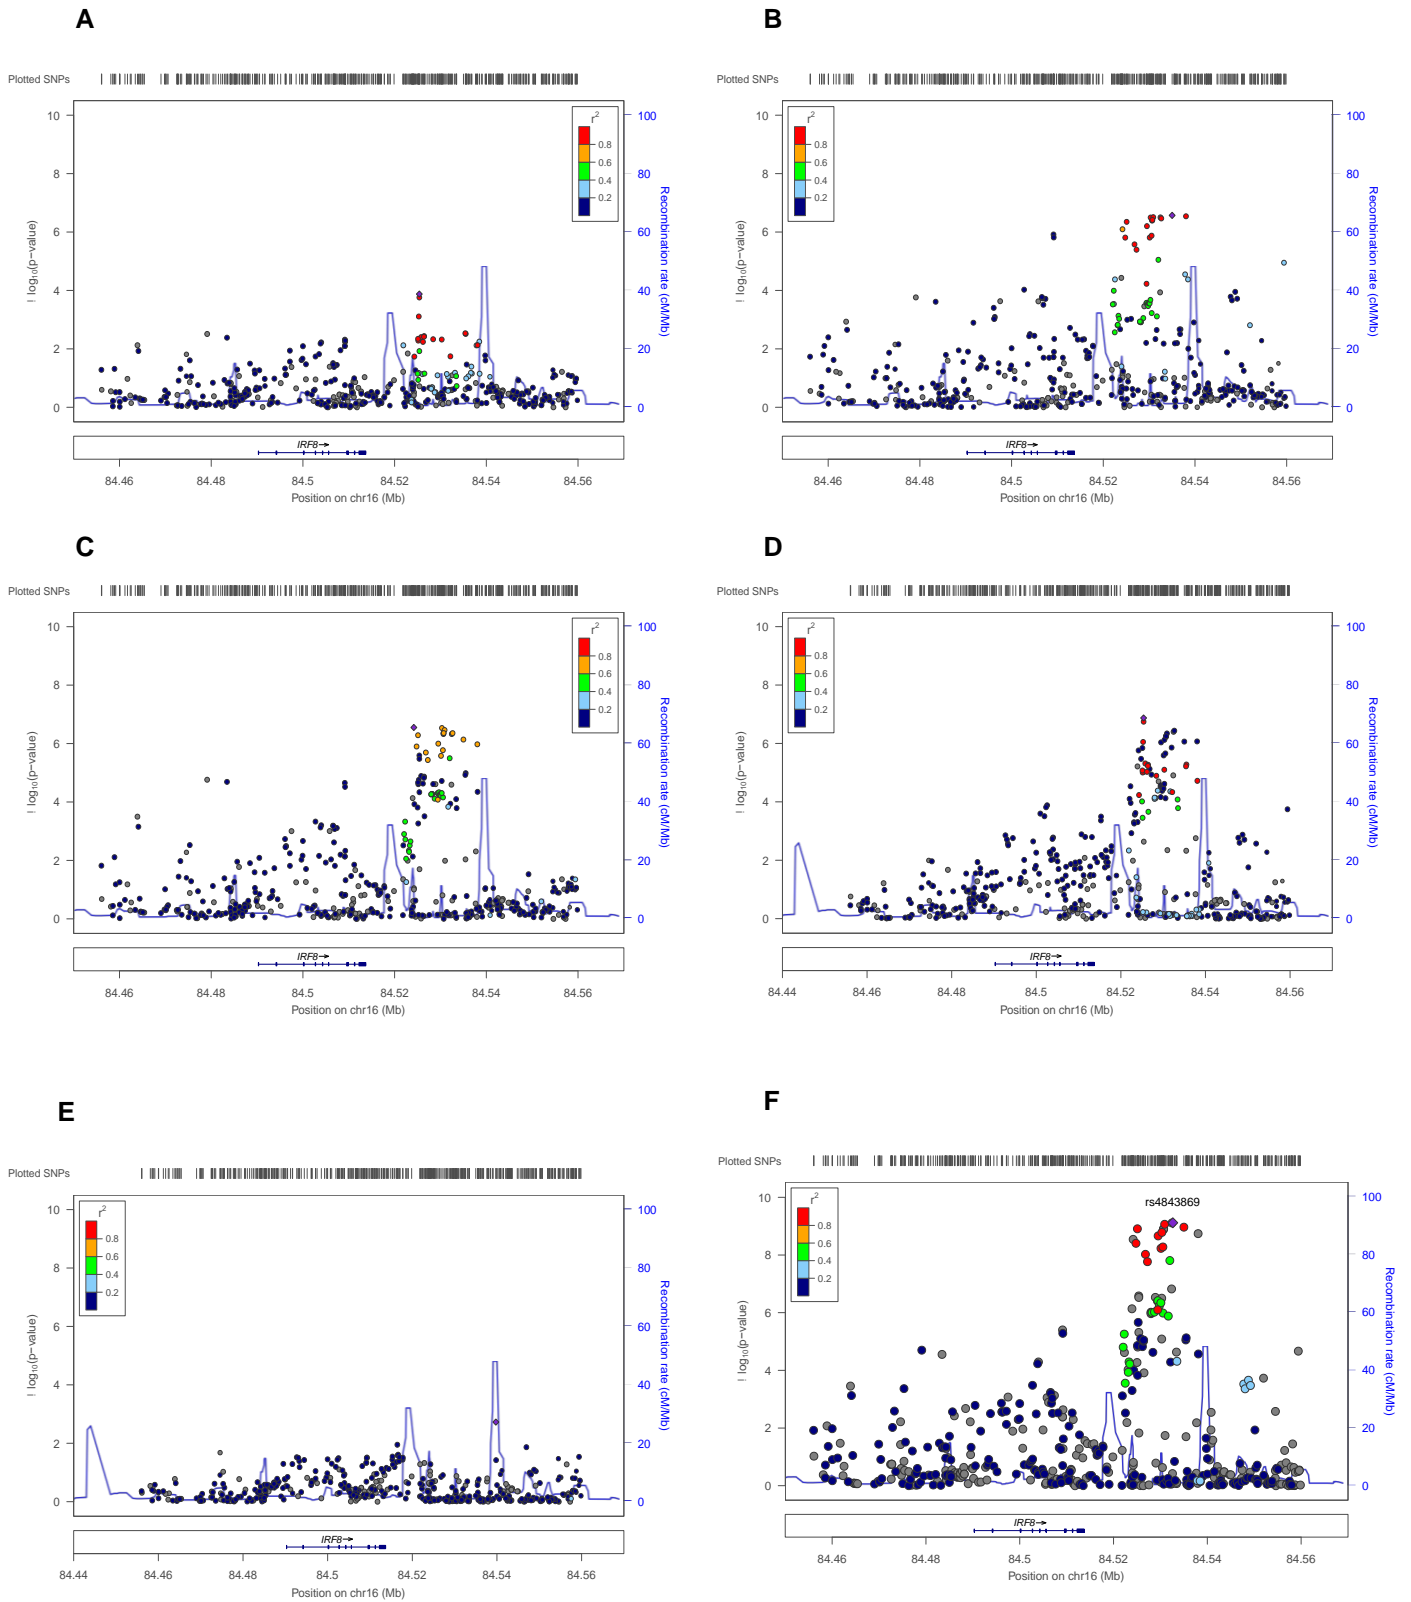 A
Plotted SNPs
r2
0.8
0.6
0.4
0.2
10
8
6
4
2
0
100
80
60
40
20
0
! log10(p−value)
Recombination rate (cM/Mb)
IRF8→
84.46 84.48 84.5 84.52 84.54 84.56
Position on chr16 (Mb)
B
r2
0.8
0.6
0.4
0.2
10
8
6
4
2
0
100
80
60
40
20
0
! log10(p−value)
Recombination rate (cM/Mb)
IRF8→
84.46 84.48 84.5 84.52 84.54 84.56
Position on chr16 (Mb)
C
Plotted SNPs
r2
0.8
0.6
0.4
0.2
10
8
6
4
2
0
100
80
60
40
20
0
! log10(p−value)
Recombination rate (cM/Mb)
IRF8→
84.46 84.48 84.5 84.52 84.54 84.56
Position on chr16 (Mb)
D
r2
0.8
0.6
0.4
0.2
10
8
6
4
2
0
100
80
60
40
20
0
! log10(p−value)
Recombination rate (cM/Mb)
IRF8→
84.44 84.46 84.48 84.5 84.52 84.54 84.56
Position on chr16 (Mb)
E
Plotted SNPs
r2
0.8
0.6
0.4
0.2
10
8
6
4
2
0
100
80
60
40
20
0
! log10(p−value)
Recombination rate (cM/Mb)
IRF8→
84.44 84.46 84.48 84.5 84.52 84.54 84.56
Position on chr16 (Mb)
F
Plotted SNPs
r2
0.8
0.6
0.4
0.2
rs4843869
10
8
6
4
2
0
100
80
60
40
20
0
! log10(p−value)
Recombination rate (cM/Mb)
IRF8→
84.46 84.48 84.5 84.52 84.54 84.56
Position on chr16 (Mb)